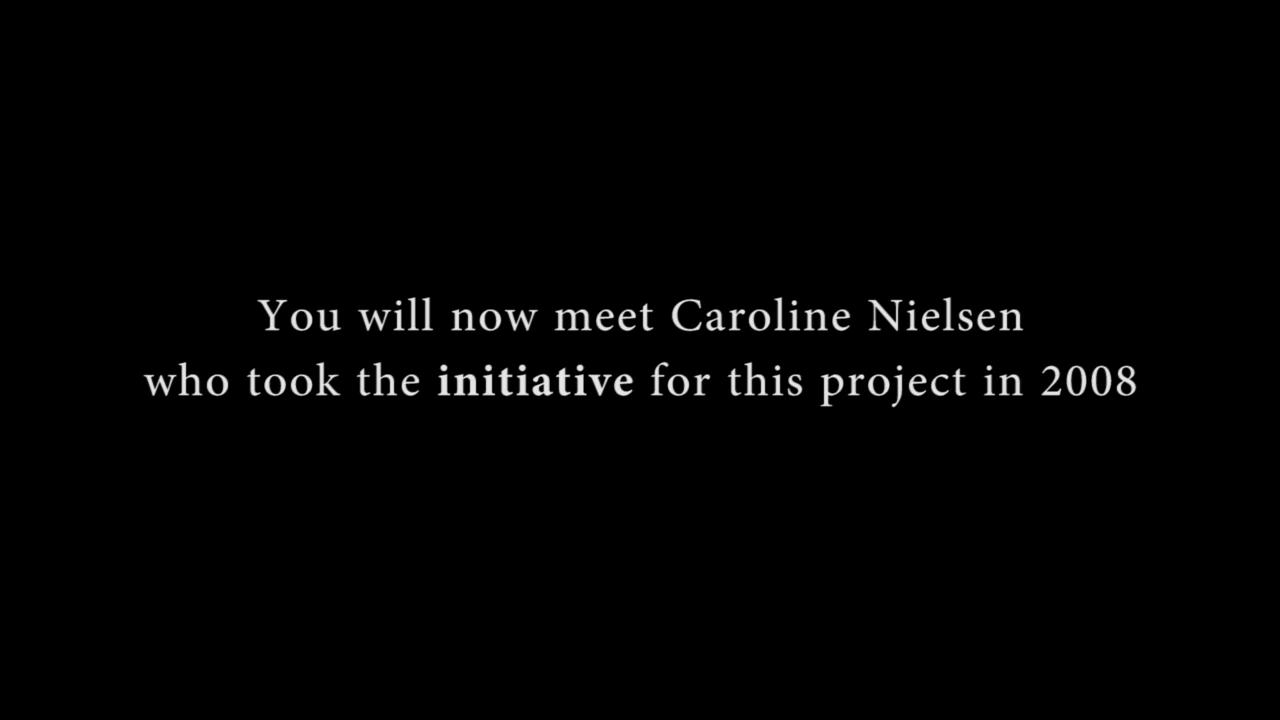 You will now meet Caroline Nielsen
who took the initiative for this project in 2008